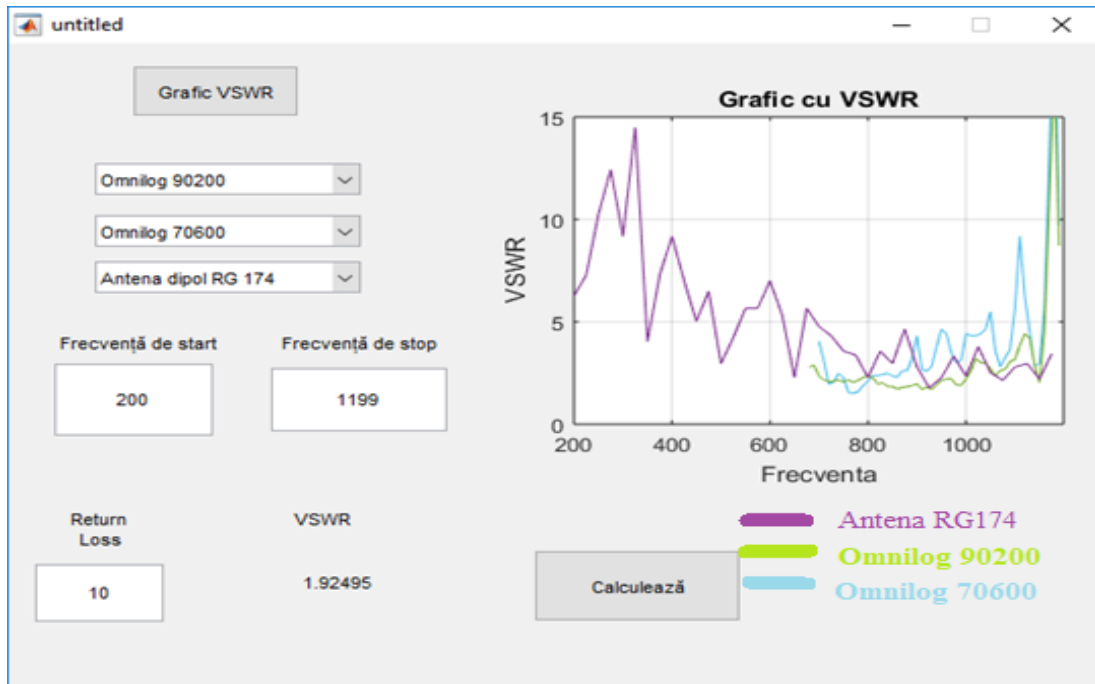 untitled
Grafic VSWR
Omnilog 90200
Omnilog 70600
Antena dipol RG 174
Frecvență de start
Frecvență de stop
200
1199
Return
Loss
VSWR
10
1.92495
Calculează
Grafic cu VSWR
15
10
5
0
VSWR
200 400 600 800 1000
Frecventa
Antena RG174
Omnilog 90200
Omnilog 70600